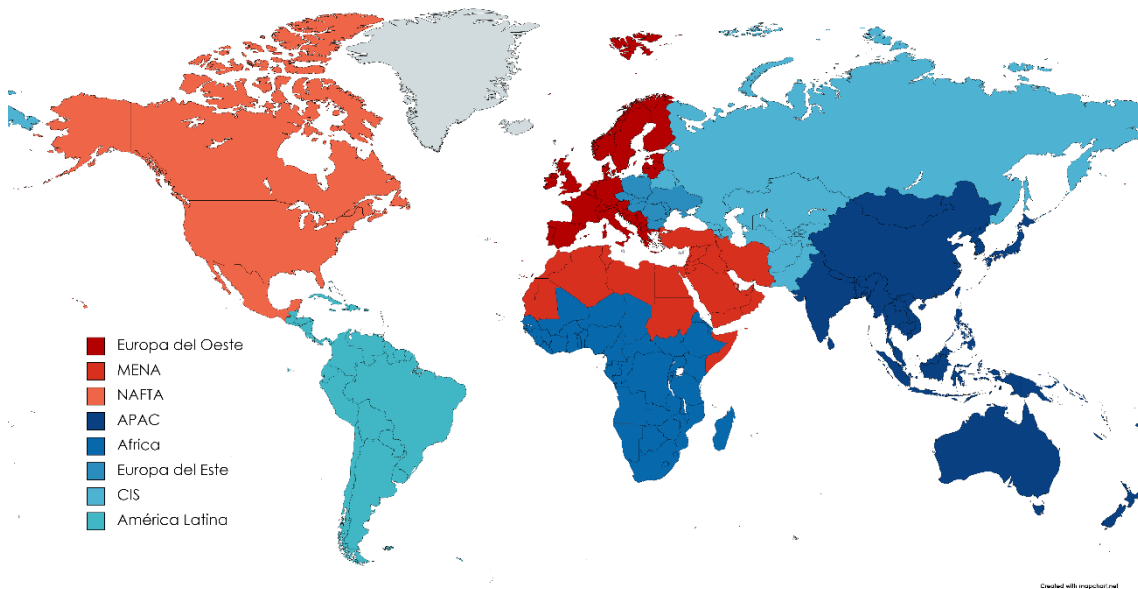 Europa del Oeste
MENA
NAFTA
APAC
Africa
Europa del Este
CIS
América Latina
Created with mapchart.net